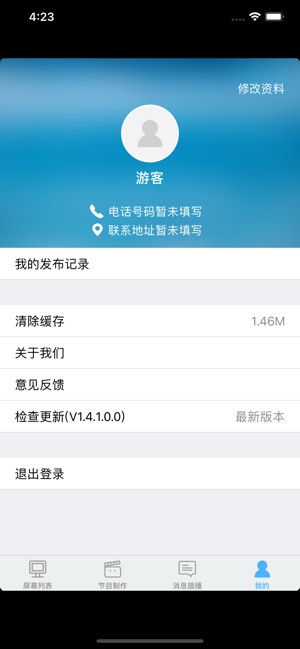 4:23
修改资料
游客
电话号码暂未填写
联系地址暂未填写
我的发布记录
清除缓存 1.46M
关于我们
意见反馈
检查更新(V1.4.1.0.0) 最新版本
退出登录
屏幕列表 节目制作 消息插播 我的